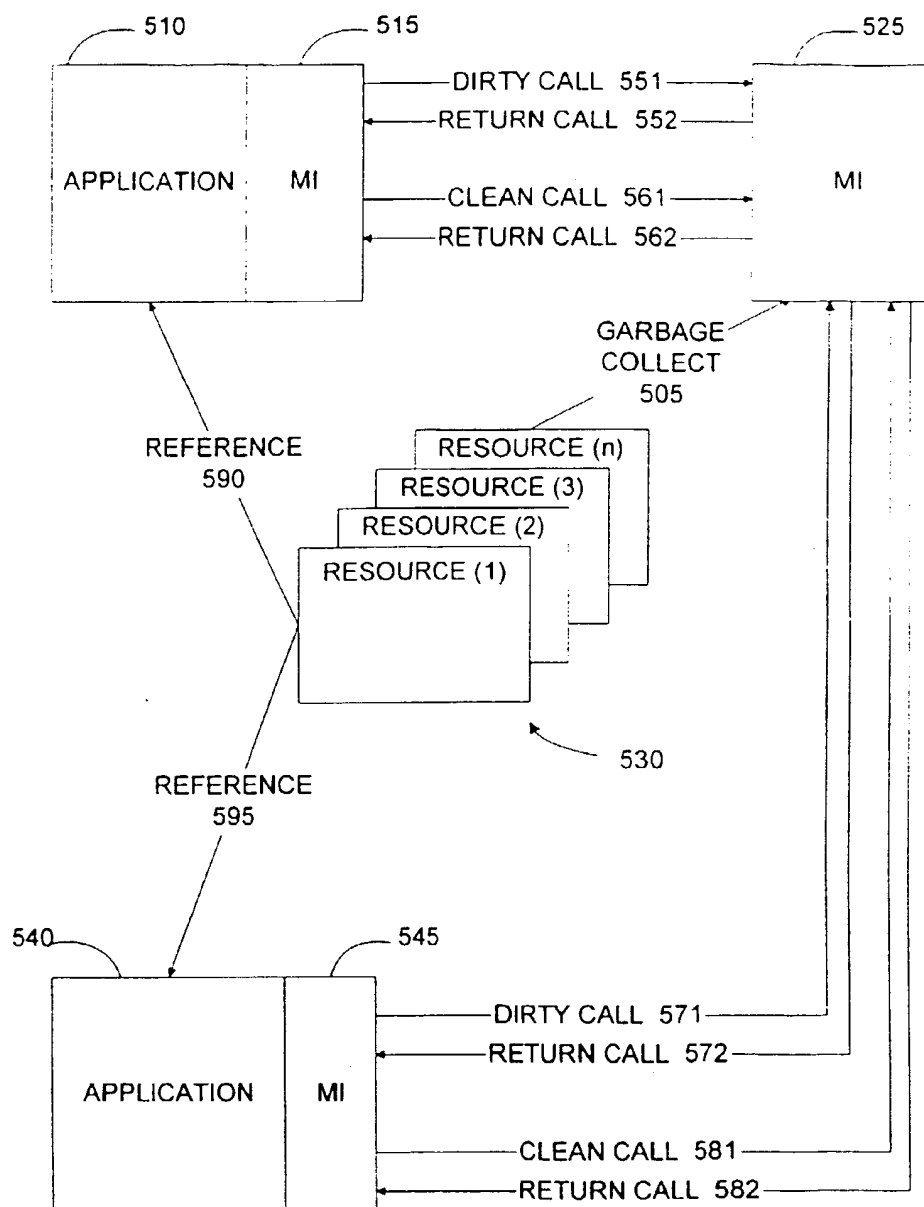 510
515
525
DIRTY CALL 551
RETURN CALL 552
APPLICATION
MI
MI
CLEAN CALL 561
RETURN CALL 562
GARBAGE
COLLECT
505
REFERENCE
590
RESOURCE (n)
RESOURCE (3)
RESOURCE (2)
RESOURCE (1)
530
REFERENCE
595
540
545
DIRTY CALL 571
RETURN CALL 572
APPLICATION
MI
CLEAN CALL 581
RETURN CALL 582